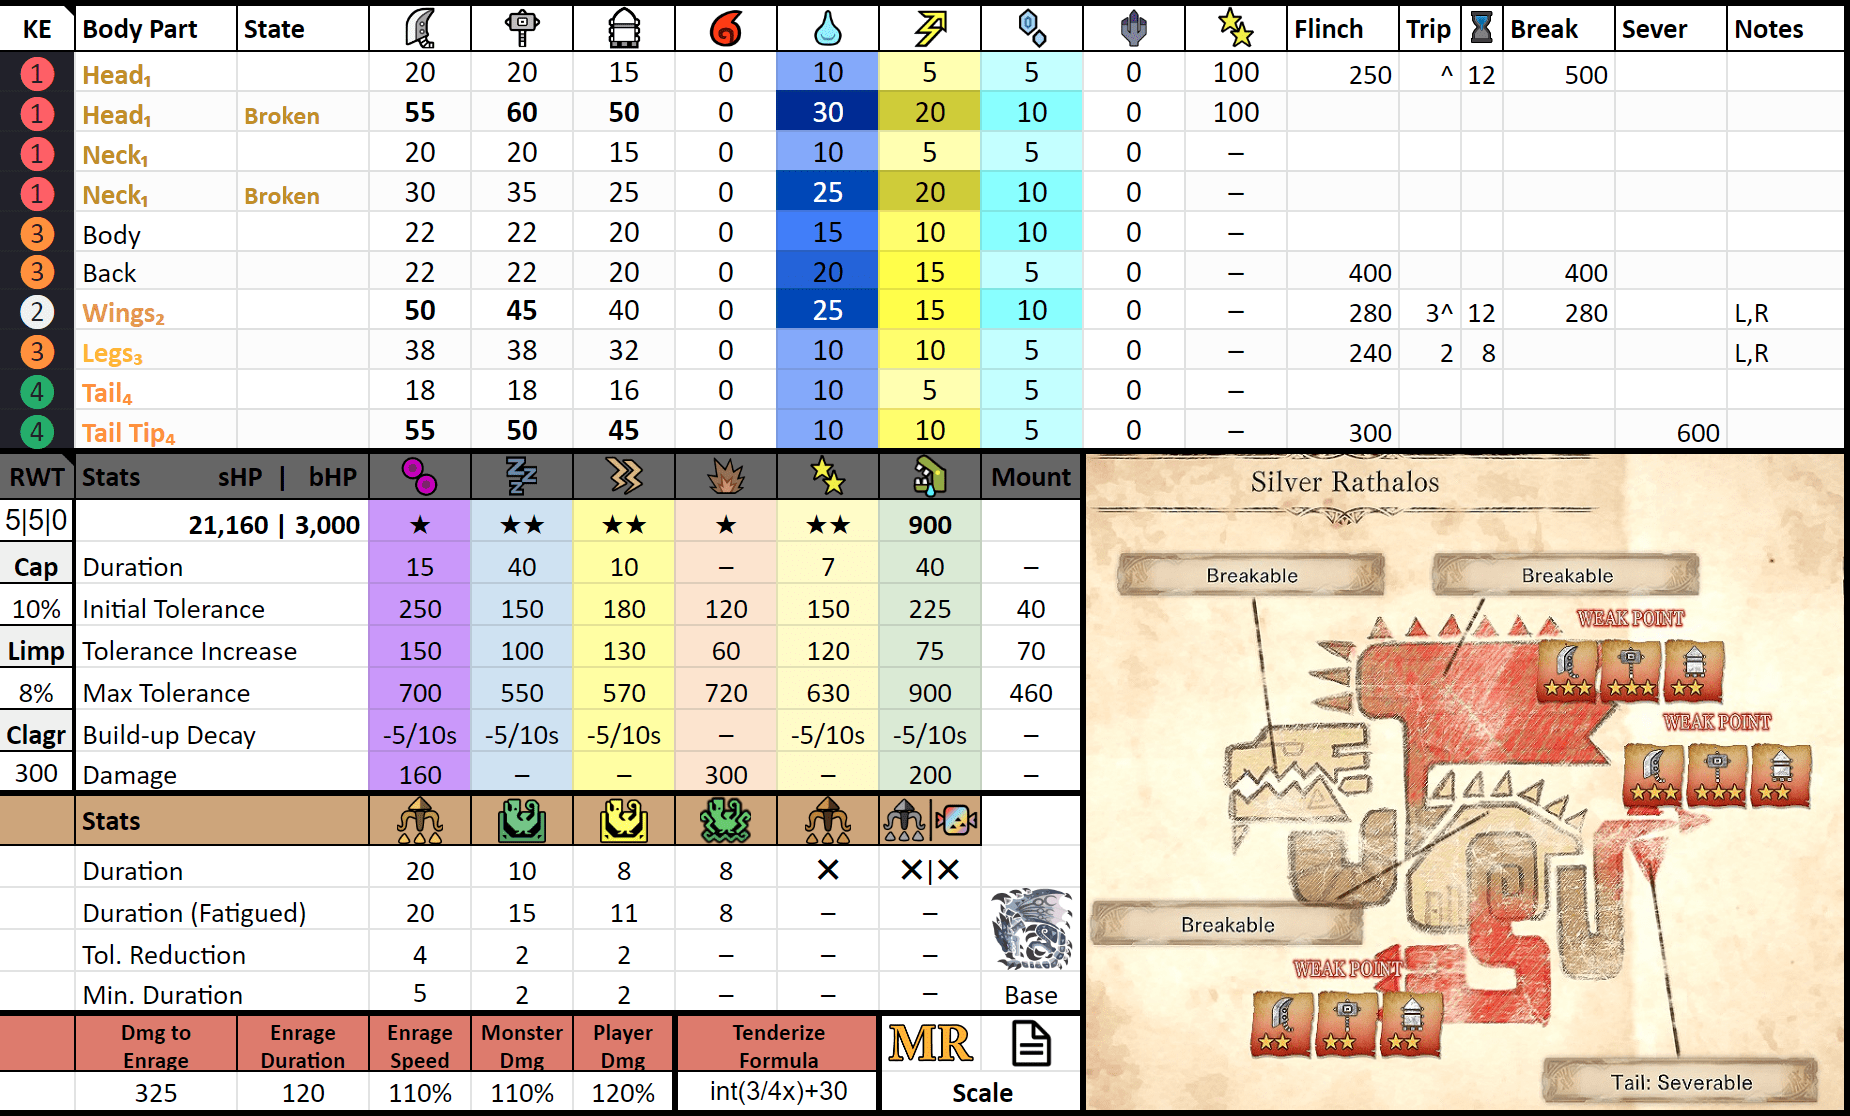 KE Body Part State Flinch Trip Break Sever Notes
1 Head₁ 20 20 15 0 10 5 5 0 100 250 ^ 12 500
1 Head₁ Broken 55 60 50 0 30 20 10 0 100
1 Neck₁ 20 20 15 0 10 5 5 0 –
1 Neck₁ Broken 30 35 25 0 25 20 10 0 –
3 Body 22 22 20 0 15 10 10 0 –
3 Back 22 22 20 0 20 15 5 0 – 400 400
2 Wings₂ 50 45 40 0 25 15 10 0 – 280 3^ 12 280 L,R
3 Legs₃ 38 38 32 0 10 10 5 0 – 240 2 8 L,R
4 Tail₄ 18 18 16 0 10 5 5 0 –
4 Tail Tip₄ 55 50 45 0 10 10 5 0 – 300 600
RWT Stats sHP | bHP Mount
5|5|0 21,160 | 3,000 ★ ★★ ★★ ★ ★★ 900
Cap Duration 15 40 10 – 7 40 –
10% Initial Tolerance 250 150 180 120 150 225 40
Limp Tolerance Increase 150 100 130 60 120 75 70
8% Max Tolerance 700 550 570 720 630 900 460
Clagr Build-up Decay -5/10s -5/10s -5/10s – -5/10s -5/10s –
300 Damage 160 – – 300 – 200 –
Stats
Duration 20 10 8 8 ✕ ✕|✕
Duration (Fatigued) 20 15 11 8 – –
Tol. Reduction 4 2 2 – – –
Min. Duration 5 2 2 – – – Base
Dmg to Enrage Enrage Monster Player Tenderize
Enrage Duration Speed Dmg Dmg Formula
MR
325 120 110% 110% 120% int(3/4x)+30 Scale
Silver Rathalos
Breakable Breakable
WEAK POINT
WEAK POINT
Breakable
WEAK POINT
Tail: Severable